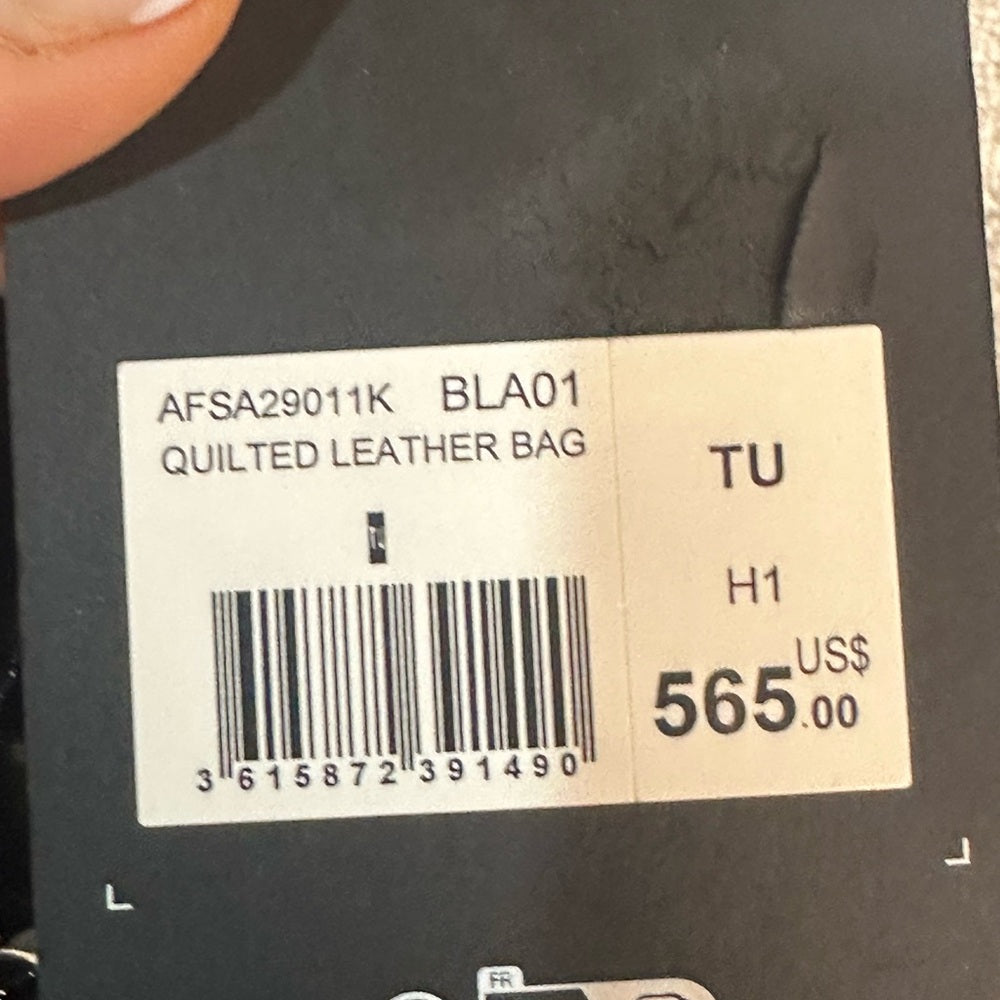 AFSA29011K BLA01
QUILTED LEATHER BAG
TU
H1
US$
565.00
3 615872 391490
FR